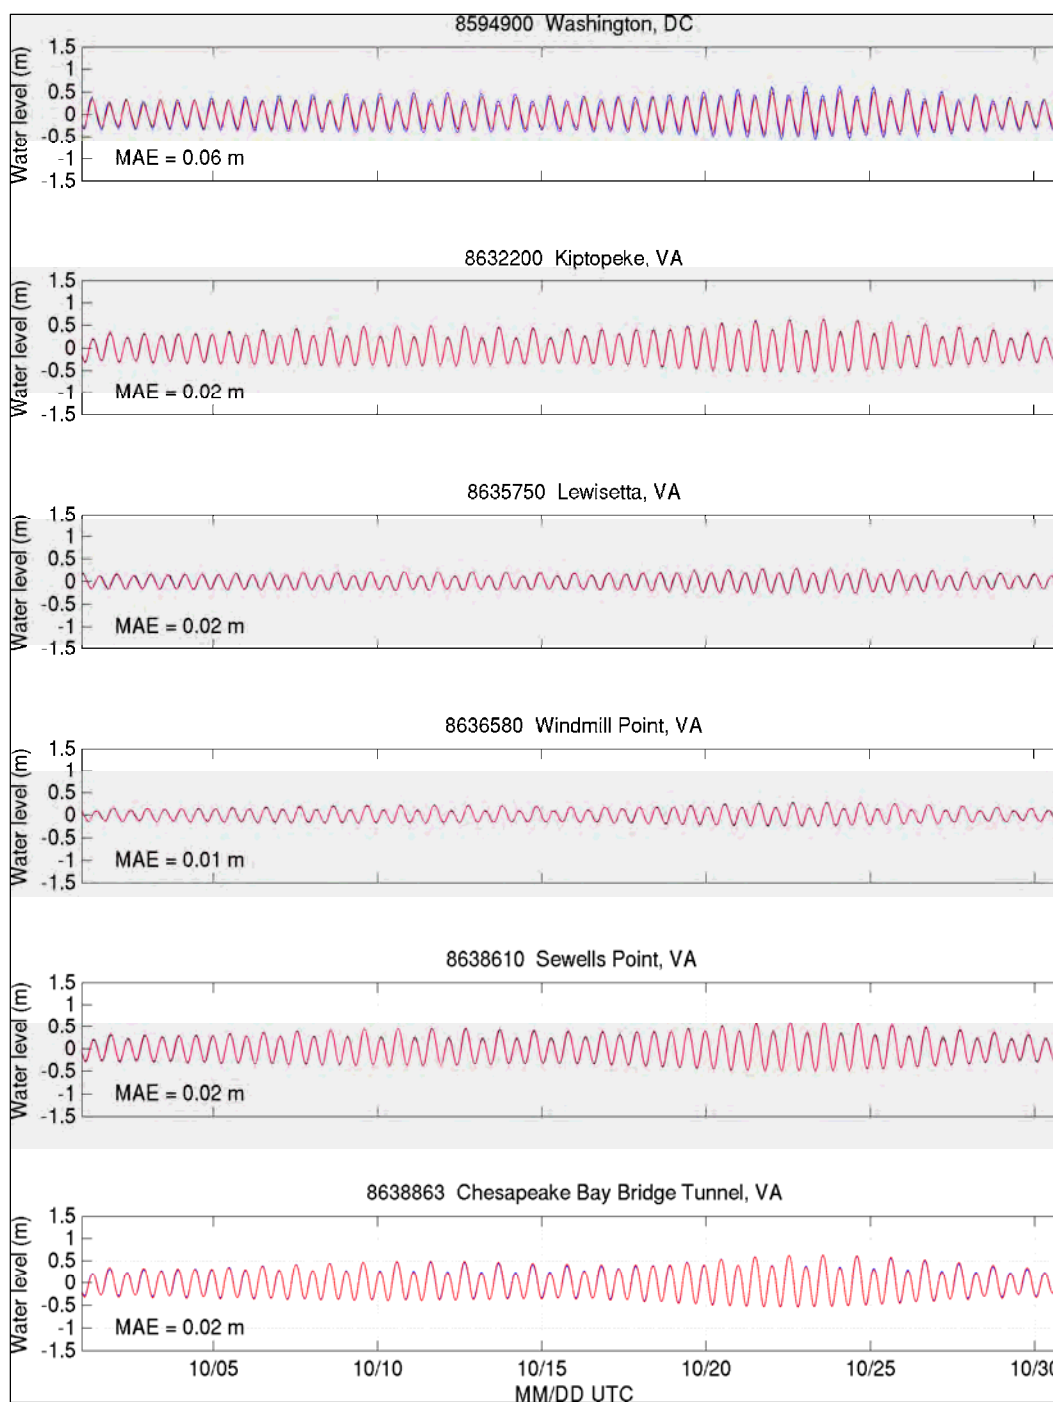 8594900 Washington, DC
Water level (m)
1.5
1
0.5
0
-0.5
-1
-1.5
MAE = 0.06 m
8632200 Kiptopeke, VA
Water level (m)
1.5
1
0.5
0
-0.5
-1
-1.5
MAE = 0.02 m
8635750 Lewisetta, VA
Water level (m)
1.5
1
0.5
0
-0.5
-1
-1.5
MAE = 0.02 m
8636580 Windmill Point, VA
Water level (m)
1.5
1
0.5
0
-0.5
-1
-1.5
MAE = 0.01 m
8638610 Sewells Point, VA
Water level (m)
1.5
1
0.5
0
-0.5
-1
-1.5
MAE = 0.02 m
8638863 Chesapeake Bay Bridge Tunnel, VA
Water level (m)
1.5
1
0.5
0
-0.5
-1
-1.5
MAE = 0.02 m
10/05 10/10 10/15 10/20 10/25 10/30
MM/DD UTC